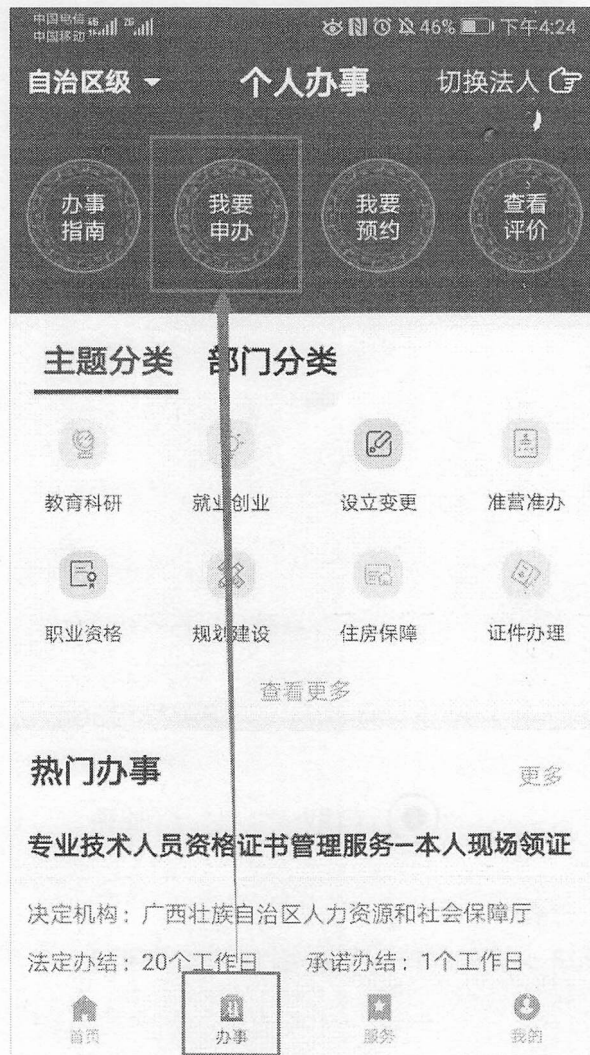 中国电信 46 26
中国移动 46% 下午4:24
自治区级 个人办事 切换法人
办事 我要 我要 查看
指南 申办 预约 评价
主题分类 部门分类
教育科研 就业创业 设立变更 准营准办
职业资格 规划建设 住房保障 证件办理
查看更多
热门办事 更多
专业技术人员资格证书管理服务—本人现场领证
决定机构：广西壮族自治区人力资源和社会保障厅
法定办结：20个工作日 承诺办结：1个工作日
首页 办事 服务 我的